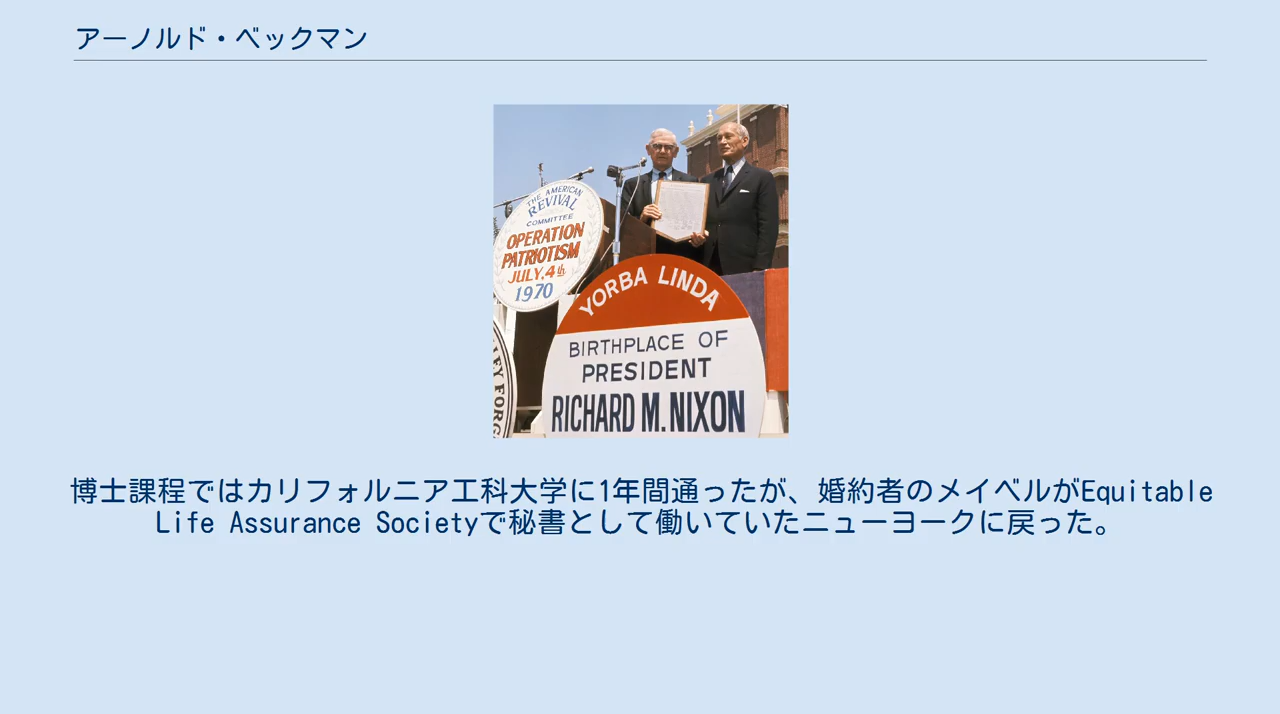 アーノルド・ベックマン
THE AMERICAN
REVIVAL
COMMITTEE
OPERATION
PATRIOTISM
JULY.4th
1970
YORBA LINDA
BIRTHPLACE OF
PRESIDENT
RICHARD M. NIXON
LEY FORG
博士課程ではカリフォルニア工科大学に1年間通ったが、婚約者のメイベルがEquitable
Life Assurance Societyで秘書として働いていたニューヨークに戻った。